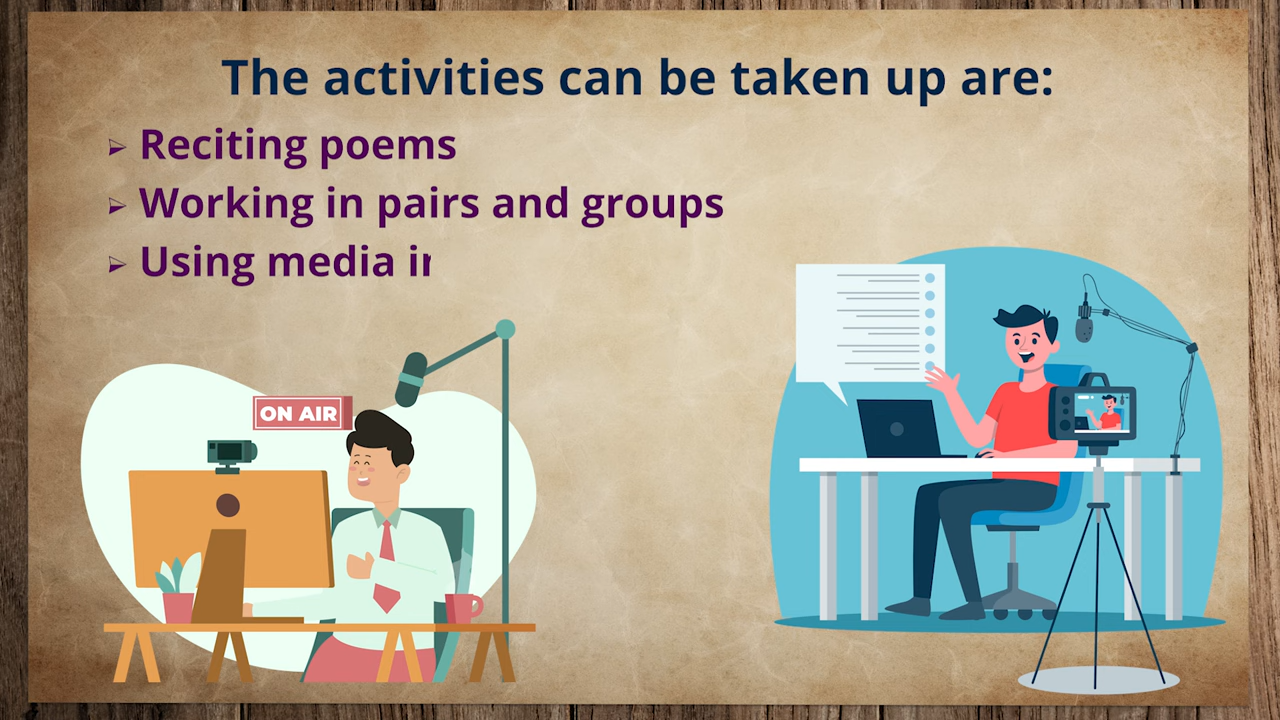 The activities can be taken up are:
Reciting poems
Working in pairs and groups
Using media
ON AIR